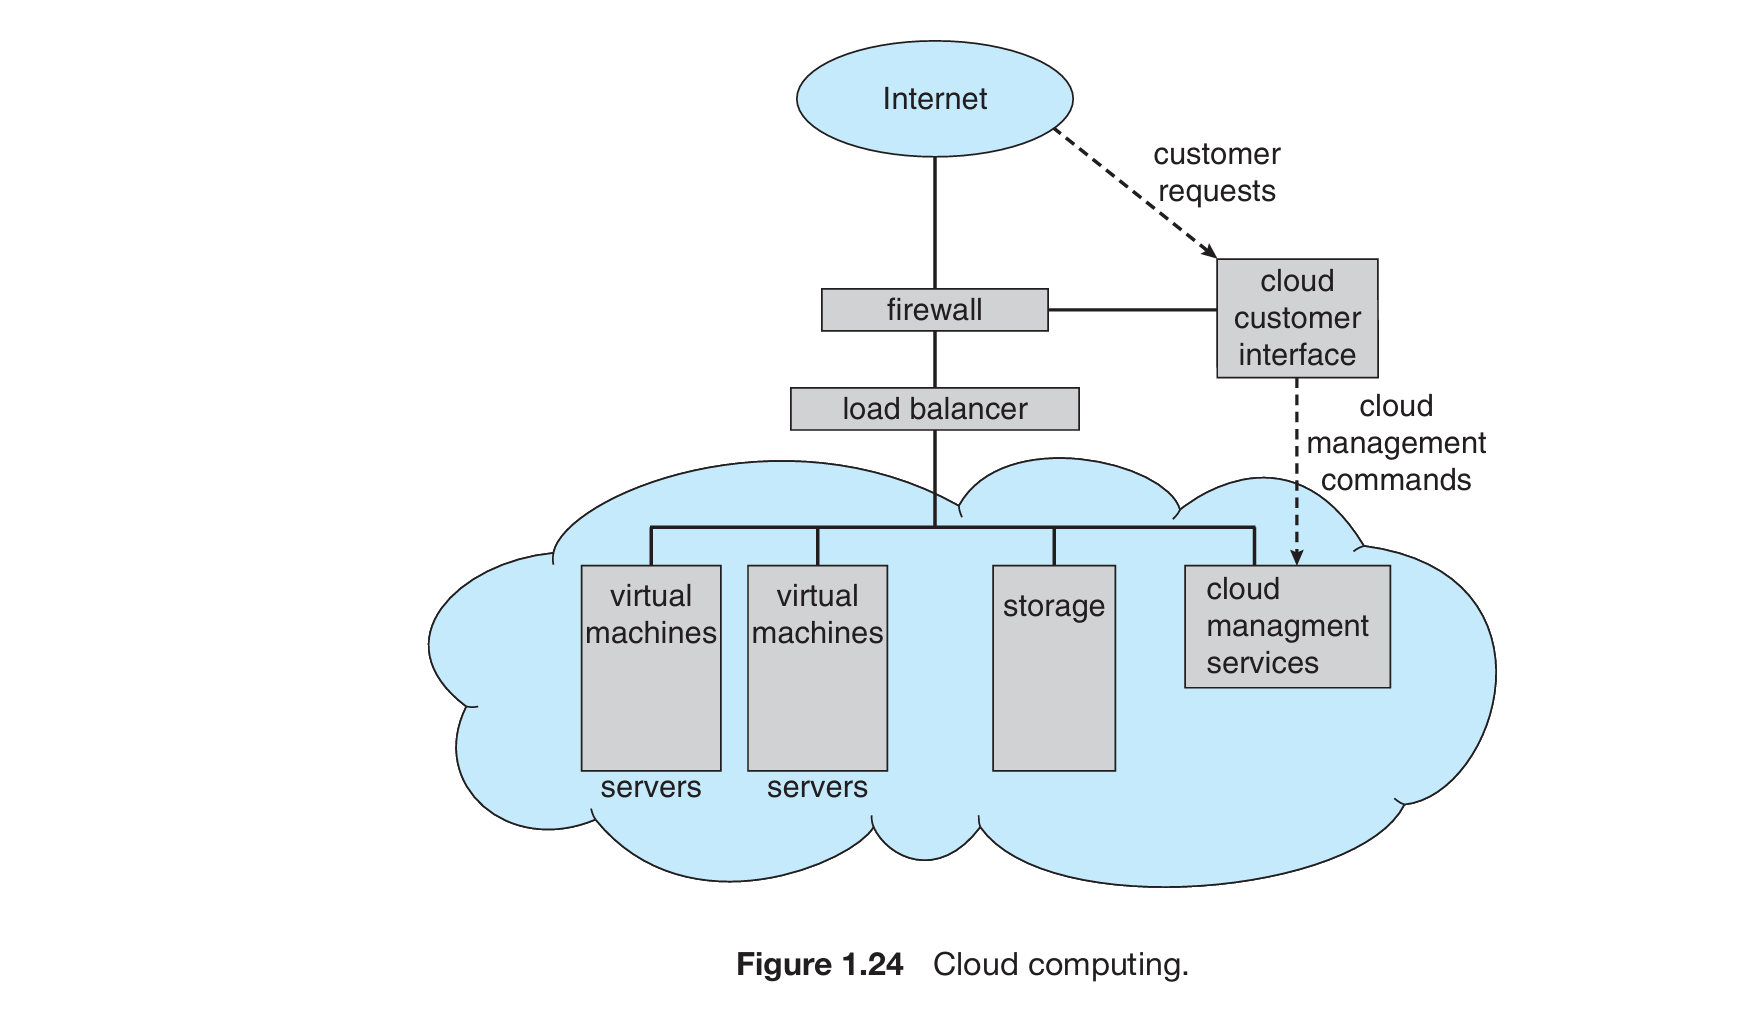 Internet
customer
requests
cloud
customer
interface
firewall
load balancer
cloud
management
commands
virtual
machines
servers
virtual
machines
servers
storage
cloud
managment
services
Figure 1.24 Cloud computing.